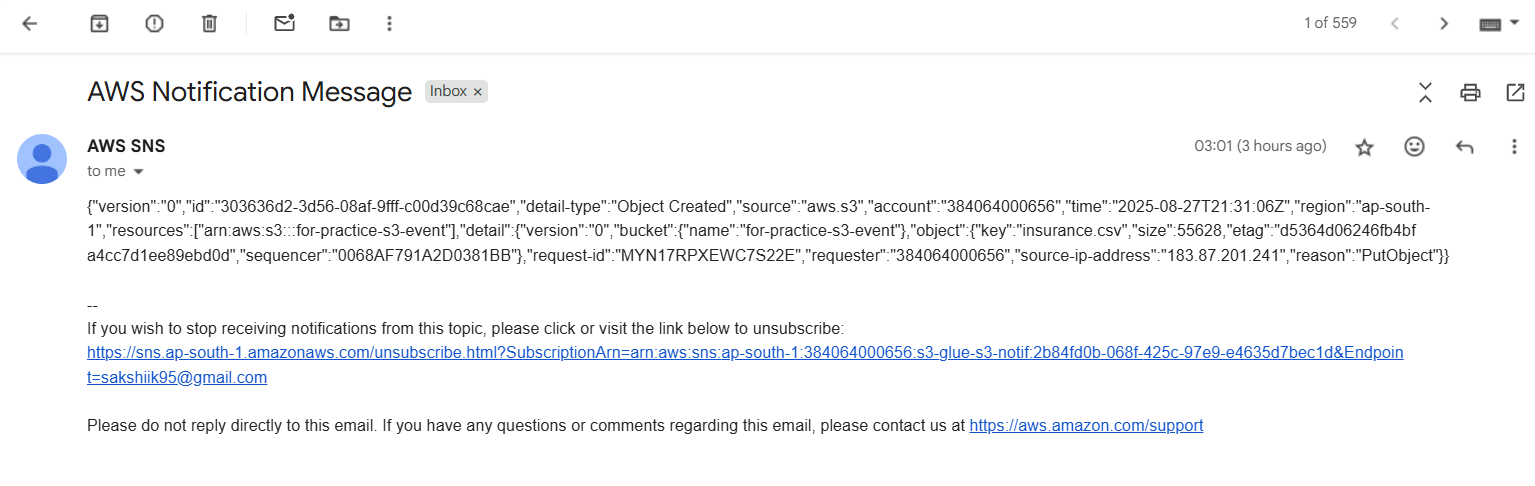 1 of 559
AWS Notification Message Inbox ×
AWS SNS 03:01 (3 hours ago)
to me
{"version":"0","id":"303636d2-3d56-08af-9fff-c00d39c68cae","detail-type":"Object Created","source":"aws.s3","account":"384064000656","time":"2025-08-27T21:31:06Z","region":"ap-south-
1","resources":["arn:aws:s3:::for-practice-s3-event"],"detail":{"version":"0","bucket":{"name":"for-practice-s3-event"},"object":{"key":"insurance.csv","size":55628,"etag":"d5364d06246fb4bf
a4cc7d1ee89ebd0d","sequencer":"0068AF791A2D0381BB"},"request-id":"MYN17RPXEWC7S22E","requester":"384064000656","source-ip-address":"183.87.201.241","reason":"PutObject"}}
--
If you wish to stop receiving notifications from this topic, please click or visit the link below to unsubscribe:
https://sns.ap-south-1.amazonaws.com/unsubscribe.html?SubscriptionArn=arn:aws:sns:ap-south-1:384064000656:s3-glue-s3-notif:2b84fd0b-068f-425c-97e9-e4635d7bec1d&Endpoin
t=sakshiik95@gmail.com
Please do not reply directly to this email. If you have any questions or comments regarding this email, please contact us at https://aws.amazon.com/support